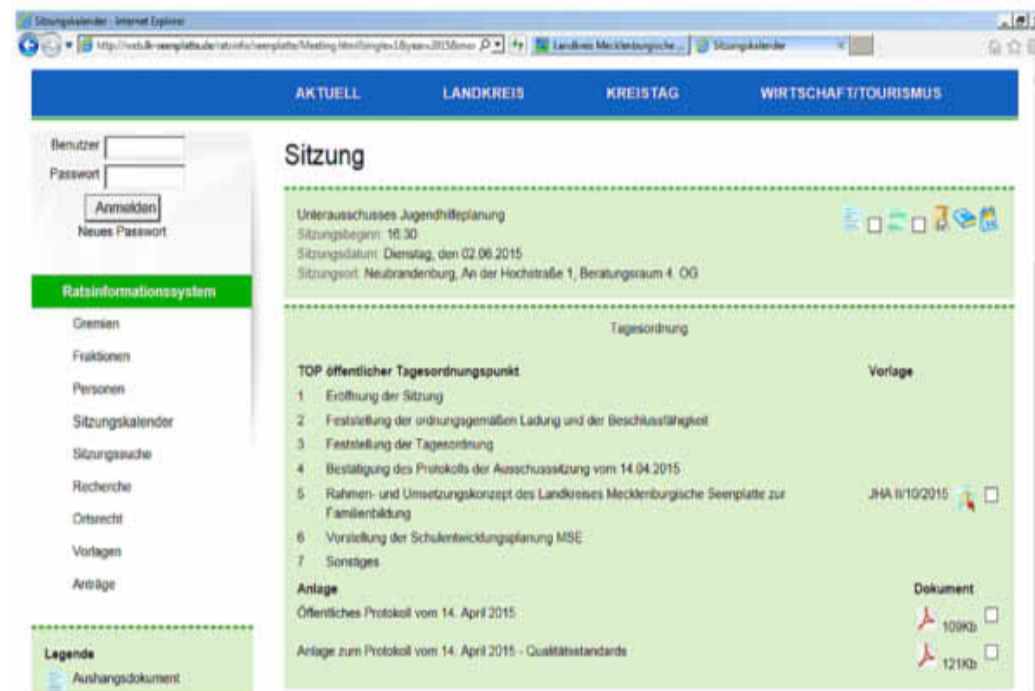 Sitzungskalender - Internet Explorer
Landkreis Mecklenburgische ...
Sitzungskalender
AKTUELL LANDKREIS KREISTAG WIRTSCHAFT/TOURISMUS
Benutzer
Passwort
Anmelden
Neues Passwort
Ratsinformationssystem
Gremien
Fraktionen
Personen
Sitzungskalender
Sitzungssuche
Recherche
Ortsrecht
Vorlagen
Anträge
Legende
Aushangsdokument
Sitzung
Unterausschusses Jugendhilfeplanung
Sitzungsbeginn: 16:30
Sitzungsdatum: Dienstag, den 02.06.2015
Sitzungsort: Neubrandenburg, An der Hochstraße 1, Beratungsraum 4. OG
Tagesordnung
TOP öffentlicher Tagesordnungspunkt Vorlage
1 Eröffnung der Sitzung
2 Feststellung der ordnungsgemäßen Ladung und der Beschlussfähigkeit
3 Feststellung der Tagesordnung
4 Bestätigung des Protokolls der Ausschusssitzung vom 14.04.2015
5 Rahmen- und Umsetzungskonzept des Landkreises Mecklenburgische Seenplatte zur JHA II/10/2015
Familienbildung
6 Vorstellung der Schulentwicklungsplanung MSE
7 Sonstiges
Anlage Dokument
Öffentliches Protokoll vom 14. April 2015 109Kb
Anlage zum Protokoll vom 14. April 2015 - Qualitätsstandards 121Kb